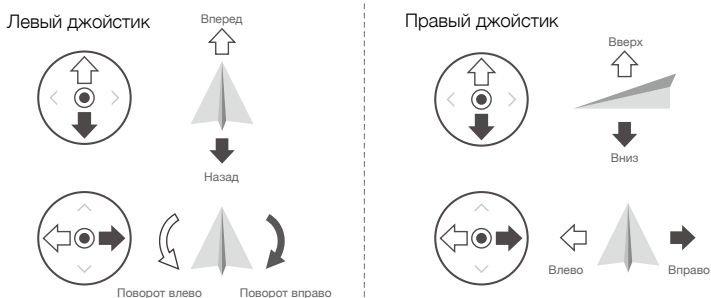 Левый джойстик
Вперед
Назад
Поворот влево
Поворот вправо
Правый джойстик
Вверх
Вниз
Влево
Вправо